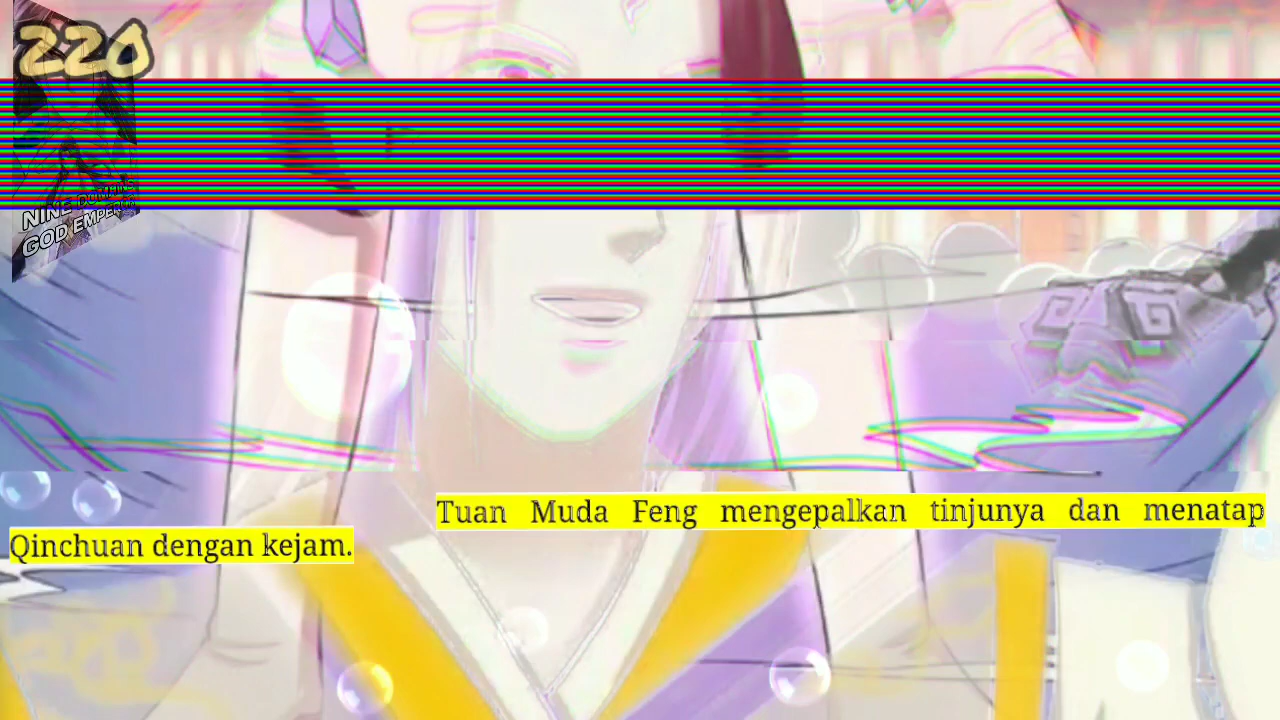 220
NINE DOMAINS
GOD EMPEROR
Tuan Muda Feng mengepalkan tinjunya dan menatap
Qinchuan dengan kejam.